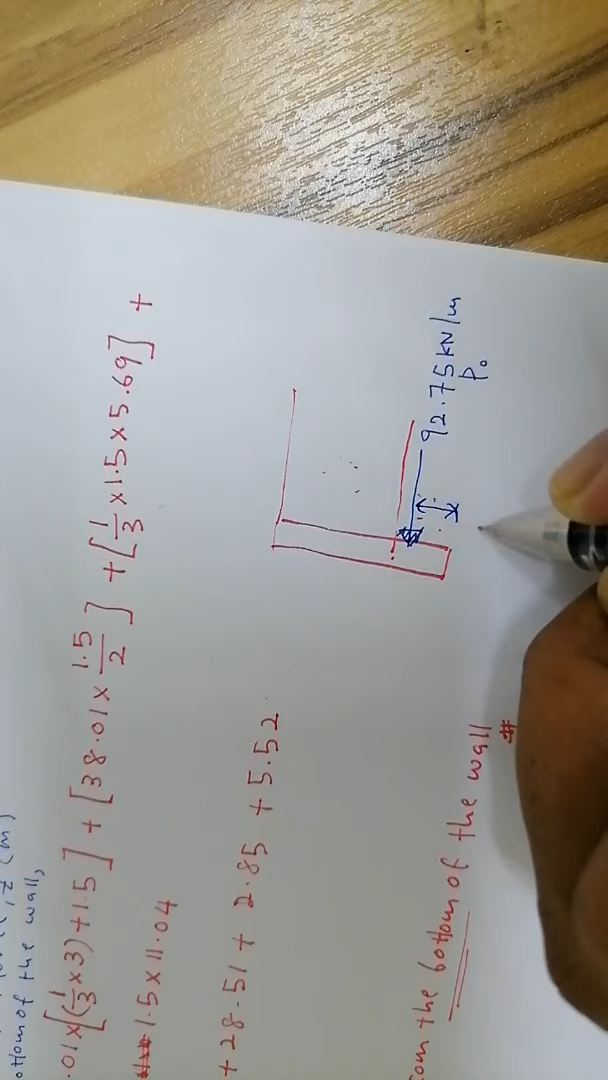 , z (m)
ottom of the wall,
.01 × [(1/3 × 3) + 1.5] + [38.01 × 1.5/2] + [1/3 × 1.5 × 5.69] +
1.5 × 11.04
+ 28.51 + 2.85 + 5.52
92.75 kN/m
P₀
om the bottom of the wall
#